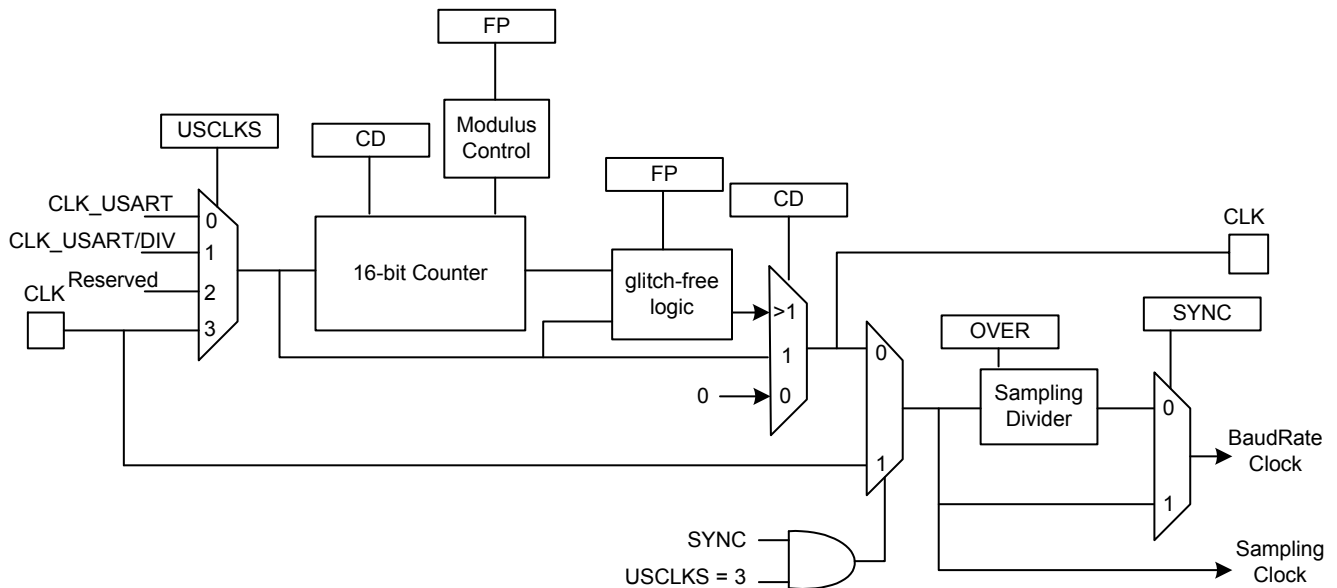 FP
Modulus
Control
USCLKS
CD
FP
CD
CLK_USART
CLK_USART/DIV
Reserved
CLK
0
1
2
3
16-bit Counter
glitch-free
logic
>1
1
0
0
CLK
0
1
OVER
Sampling
Divider
SYNC
0
1
BaudRate
Clock
SYNC
USCLKS = 3
Sampling
Clock